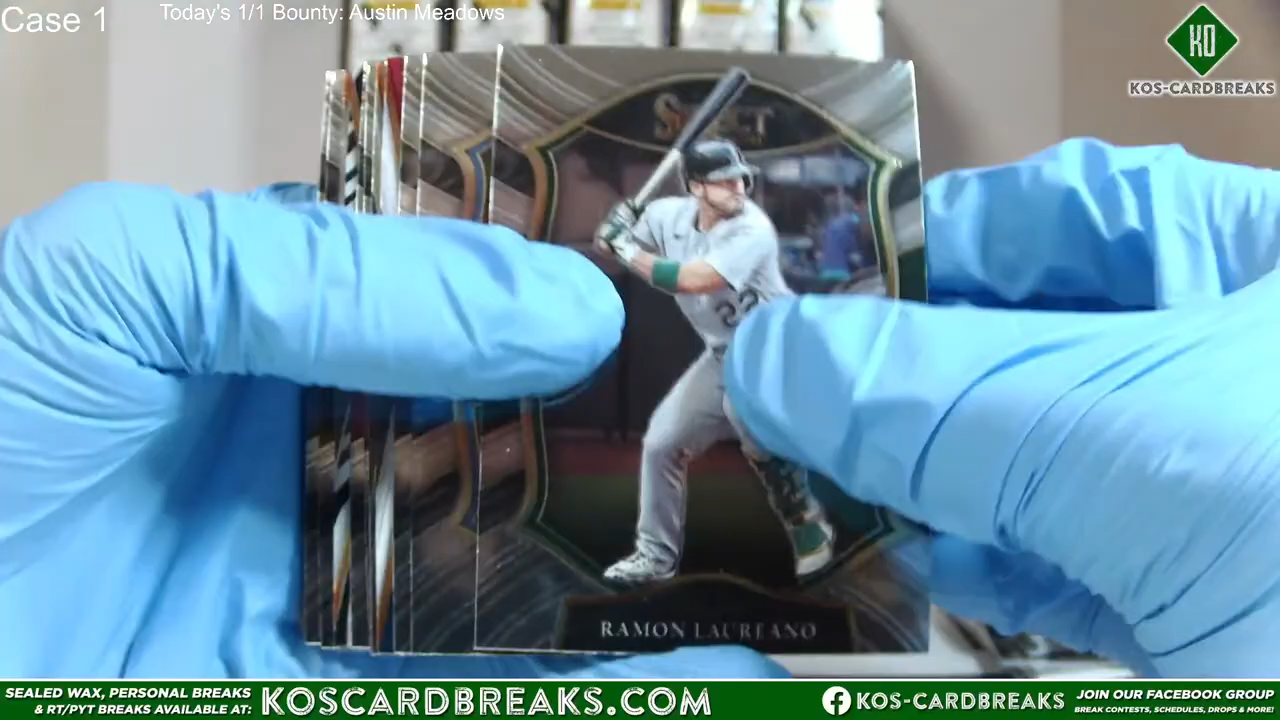 Case 1
Today's 1/1 Bounty: Austin Meadows
KO
KOS-CARDBREAKS
SELECT
22
RAMON LAUREANO
SEALED WAX, PERSONAL BREAKS
& RT/PYT BREAKS AVAILABLE AT:
KOSCARDBREAKS.COM
KOS-CARDBREAKS
JOIN OUR FACEBOOK GROUP
BREAK CONTESTS, SCHEDULES, DROPS & MORE!